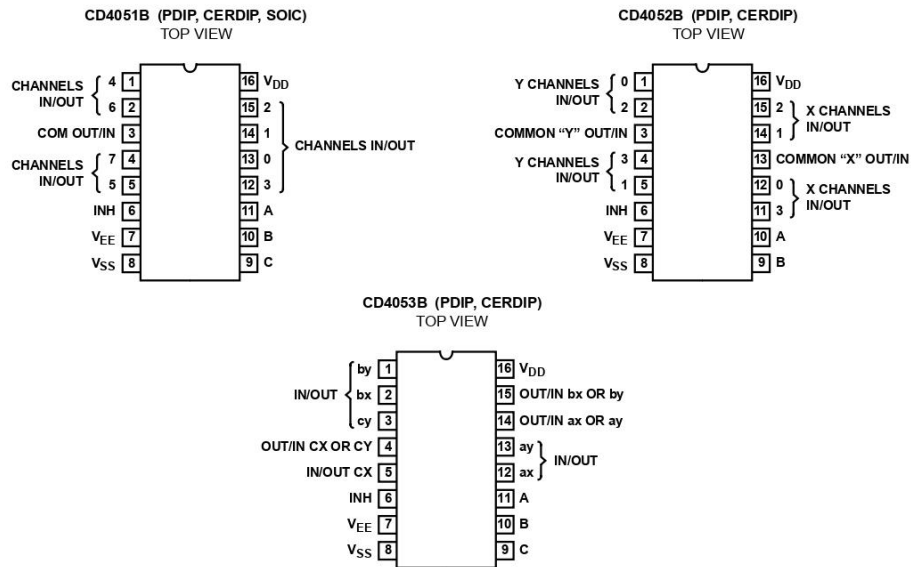 CD4051B (PDIP, CERDIP, SOIC)
TOP VIEW
CHANNELS IN/OUT
4 1
6 2
COM OUT/IN 3
CHANNELS IN/OUT
7 4
5 5
INH 6
VEE 7
VSS 8
16 VDD
15 2
14 1
13 0
12 3
CHANNELS IN/OUT
11 A
10 B
9 C
CD4052B (PDIP, CERDIP)
TOP VIEW
Y CHANNELS IN/OUT
0 1
2 2
COMMON “Y” OUT/IN 3
Y CHANNELS IN/OUT
3 4
1 5
INH 6
VEE 7
VSS 8
16 VDD
15 2
14 1
X CHANNELS IN/OUT
13 COMMON “X” OUT/IN
12 0
11 3
X CHANNELS IN/OUT
10 A
9 B
CD4053B (PDIP, CERDIP)
TOP VIEW
IN/OUT
by 1
bx 2
cy 3
OUT/IN CX OR CY 4
IN/OUT CX 5
INH 6
VEE 7
VSS 8
16 VDD
15 OUT/IN bx OR by
14 OUT/IN ax OR ay
13 ay
12 ax
IN/OUT
11 A
10 B
9 C